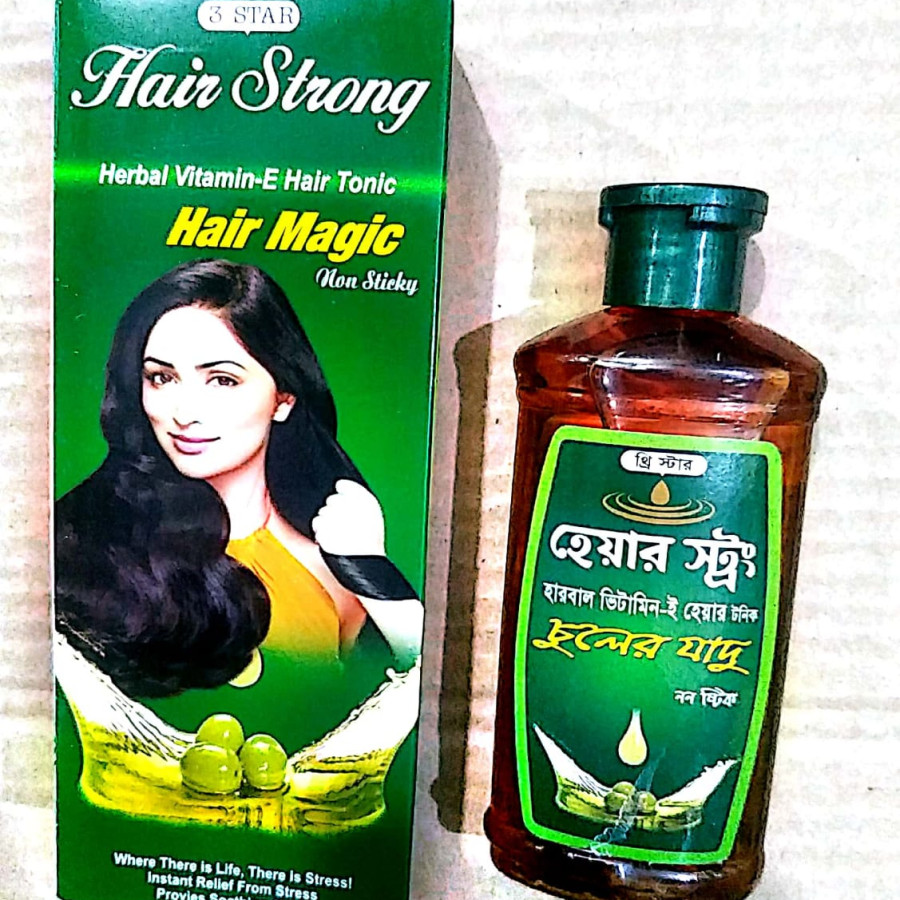 3 STAR
Hair Strong
Herbal Vitamin-E Hair Tonic
Hair Magic
Non Sticky
Where There is Life, There is Stress!
Instant Relief From Stress
থ্রি স্টার
হেয়ার স্ট্রং
হারবাল ভিটামিন-ই হেয়ার টনিক
চুলের যাদু
নন ষ্টিক